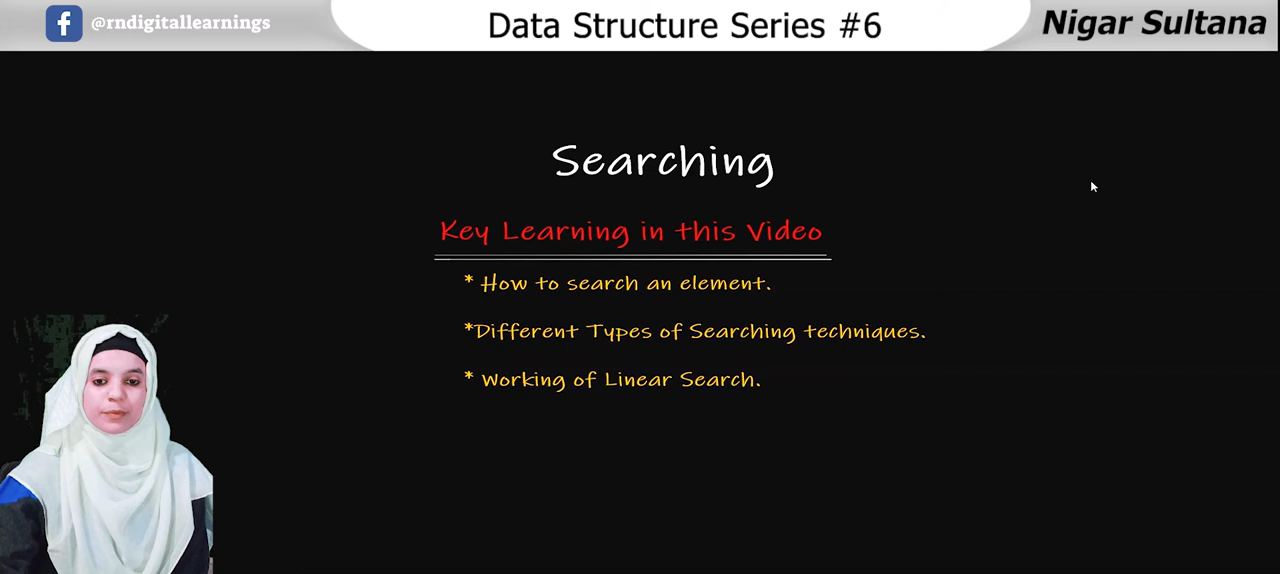 @rndigitallearnings
Data Structure Series #6
Nigar Sultana
Searching
Key Learning in this Video
* How to search an element.
*Different Types of Searching techniques.
* Working of Linear Search.